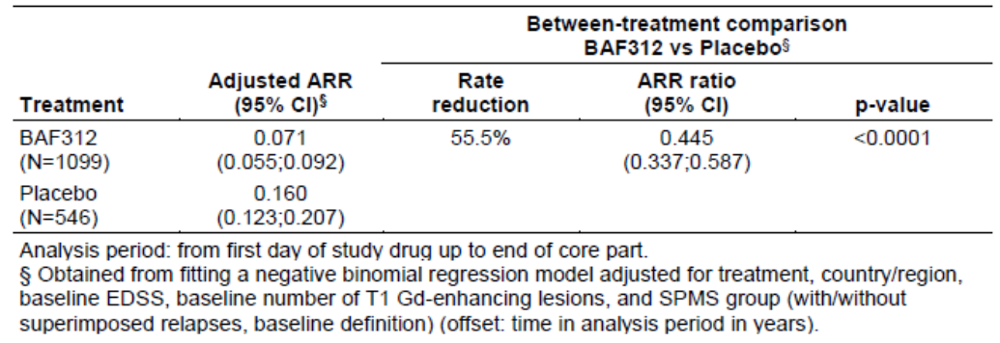 Between-treatment comparison
BAF312 vs Placebo§
Adjusted ARR Rate ARR ratio
Treatment (95% CI)§ reduction (95% CI) p-value
BAF312 0.071 55.5% 0.445 <0.0001
(N=1099) (0.055;0.092) (0.337;0.587)
Placebo 0.160
(N=546) (0.123;0.207)
Analysis period: from first day of study drug up to end of core part.
§ Obtained from fitting a negative binomial regression model adjusted for treatment, country/region,
baseline EDSS, baseline number of T1 Gd-enhancing lesions, and SPMS group (with/without
superimposed relapses, baseline definition) (offset: time in analysis period in years).